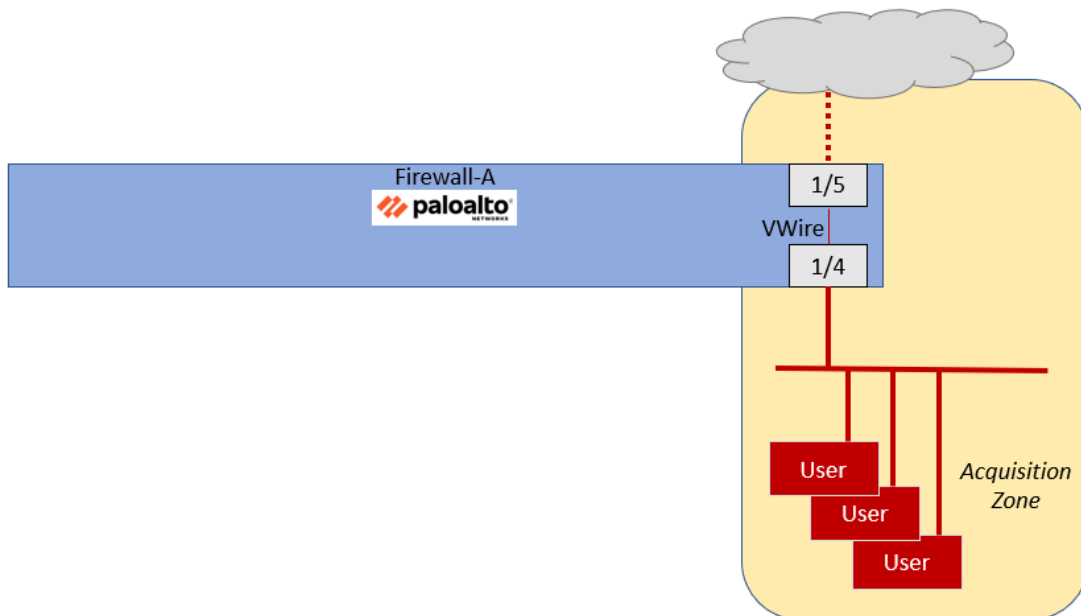 Firewall-A
paloalto
NETWORKS
1/5
VWire
1/4
User
User
User
Acquisition
Zone